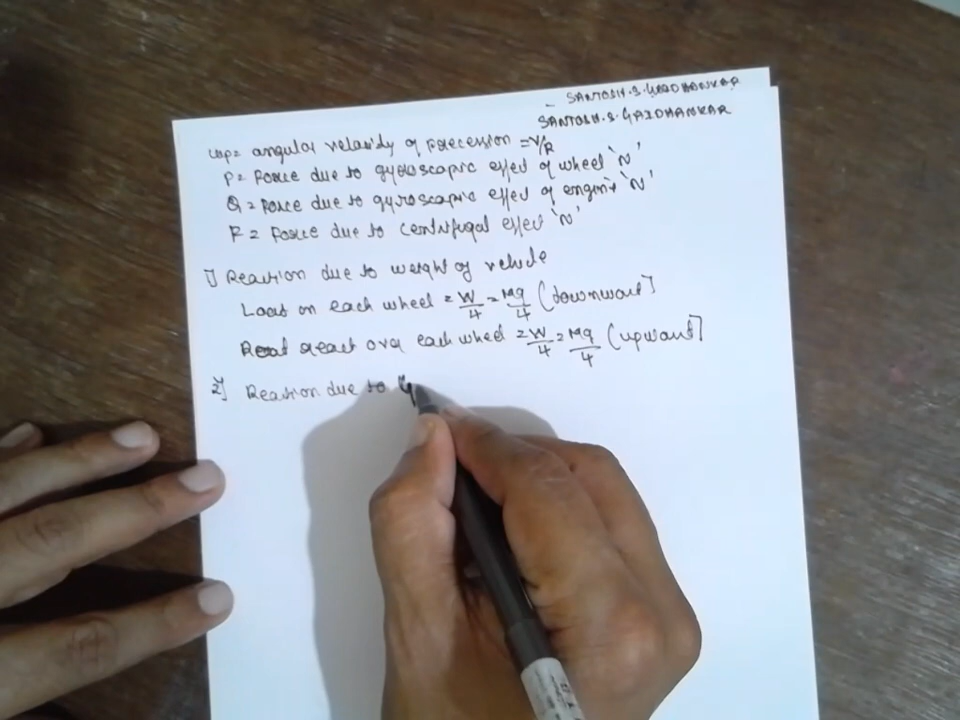 SANTOSH.S.GAIDHANKAR
SANTOSH.S.GAIDHANKAR
ωp= angular velocity of precession = V/R
P= Force due to gyroscopic effect of wheel 'N'
Q = Force due to gyroscopic effect of engine 'N'
F = Force due to centrifugal effect 'N'
1] Reaction due to weight of vehicle
Load on each wheel = W/4 = Mg/4 (downward]
react over each wheel = W/4 = Mg/4 (upward]
2] Reaction due to G